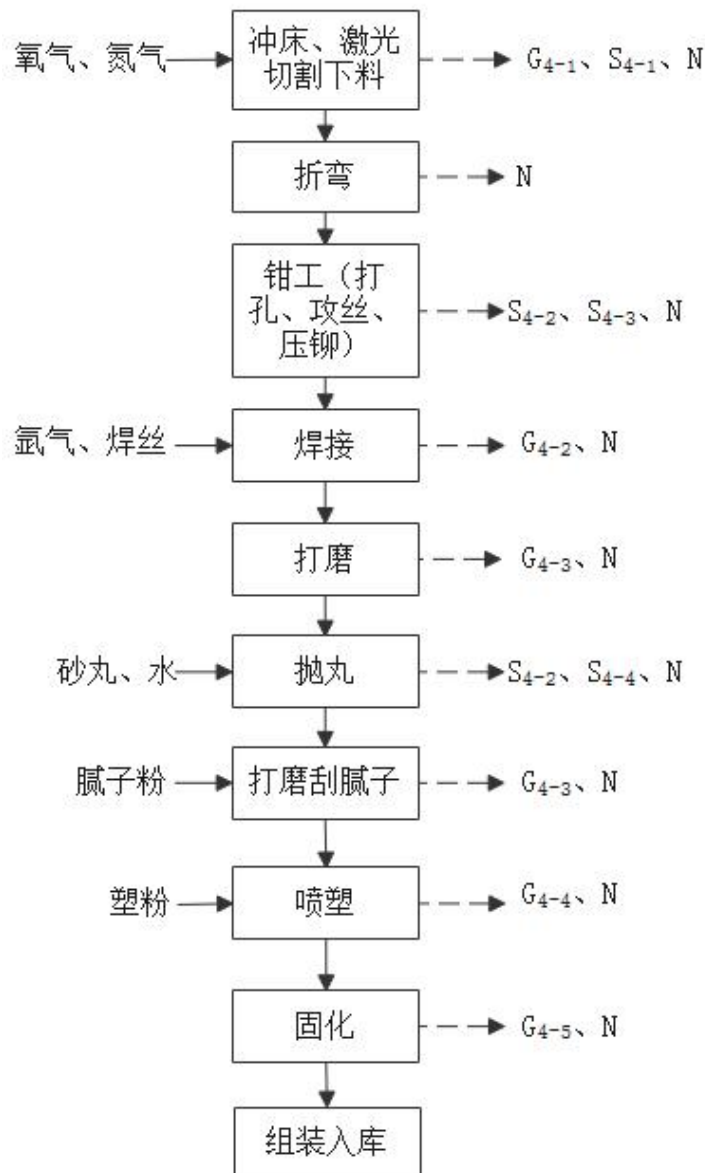 氧气、氮气
冲床、激光
切割下料
G₄₋₁、S₄₋₁、N
折弯
N
钳工（打
孔、攻丝、
压铆）
S₄₋₂、S₄₋₃、N
氩气、焊丝
焊接
G₄₋₂、N
打磨
G₄₋₃、N
砂丸、水
抛丸
S₄₋₂、S₄₋₄、N
腻子粉
打磨刮腻子
G₄₋₃、N
塑粉
喷塑
G₄₋₄、N
固化
G₄₋₅、N
组装入库